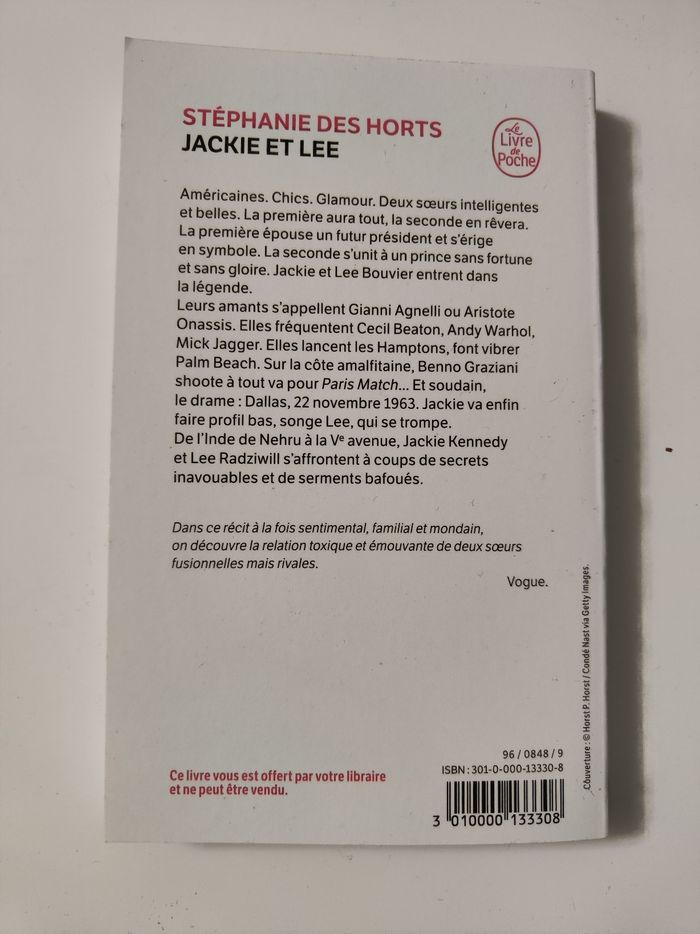 STÉPHANIE DES HORTS
JACKIE ET LEE
Le
Livre
de
Poche
Américaines. Chics. Glamour. Deux sœurs intelligentes
et belles. La première aura tout, la seconde en rêvera.
La première épouse un futur président et s'érige
en symbole. La seconde s'unit à un prince sans fortune
et sans gloire. Jackie et Lee Bouvier entrent dans
la légende.
Leurs amants s'appellent Gianni Agnelli ou Aristote
Onassis. Elles fréquentent Cecil Beaton, Andy Warhol,
Mick Jagger. Elles lancent les Hamptons, font vibrer
Palm Beach. Sur la côte amalfitaine, Benno Graziani
shoote à tout va pour Paris Match... Et soudain,
le drame : Dallas, 22 novembre 1963. Jackie va enfin
faire profil bas, songe Lee, qui se trompe.
De l'Inde de Nehru à la Vᵉ avenue, Jackie Kennedy
et Lee Radziwill s'affrontent à coups de secrets
inavouables et de serments bafoués.
Dans ce récit à la fois sentimental, familial et mondain,
on découvre la relation toxique et émouvante de deux sœurs
fusionnelles mais rivales.
Vogue.
Couverture : © Horst P. Horst / Condé Nast via Getty Images.
Ce livre vous est offert par votre libraire
et ne peut être vendu.
96 / 0848 / 9
ISBN : 301-0-000-13330-8
3 010000 133308